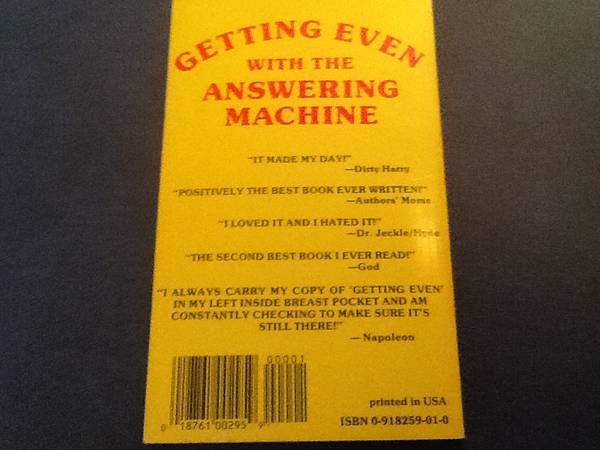 GETTING EVEN
WITH THE
ANSWERING
MACHINE
"IT MADE MY DAY!"
—Dirty Harry
"POSITIVELY THE BEST BOOK EVER WRITTEN!"
—Authors' Moms
"I LOVED IT AND I HATED IT!"
—Dr. Jeckle/Hyde
"THE SECOND BEST BOOK I EVER READ!"
—God
"I ALWAYS CARRY MY COPY OF 'GETTING EVEN'
IN MY LEFT INSIDE BREAST POCKET AND AM
CONSTANTLY CHECKING TO MAKE SURE IT'S
STILL THERE!"
— Napoleon
00001
0 18761 00295 9
printed in USA
ISBN 0-918259-01-0